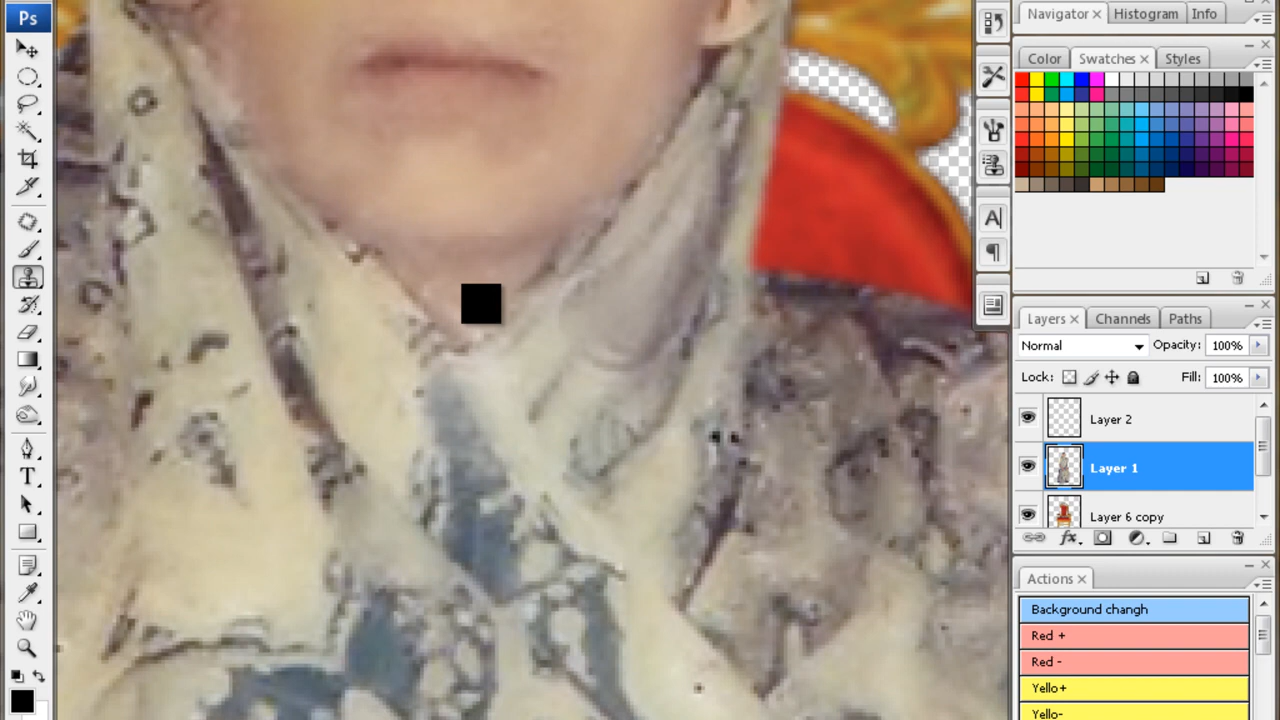 Ps
Navigator × Histogram Info
Color Swatches × Styles
A
T
Layers × Channels Paths
Normal Opacity: 100%
Lock: Fill: 100%
Layer 2
Layer 1
Layer 6 copy
fx
Actions ×
Background changh
Red +
Red -
Yello+
Yello-